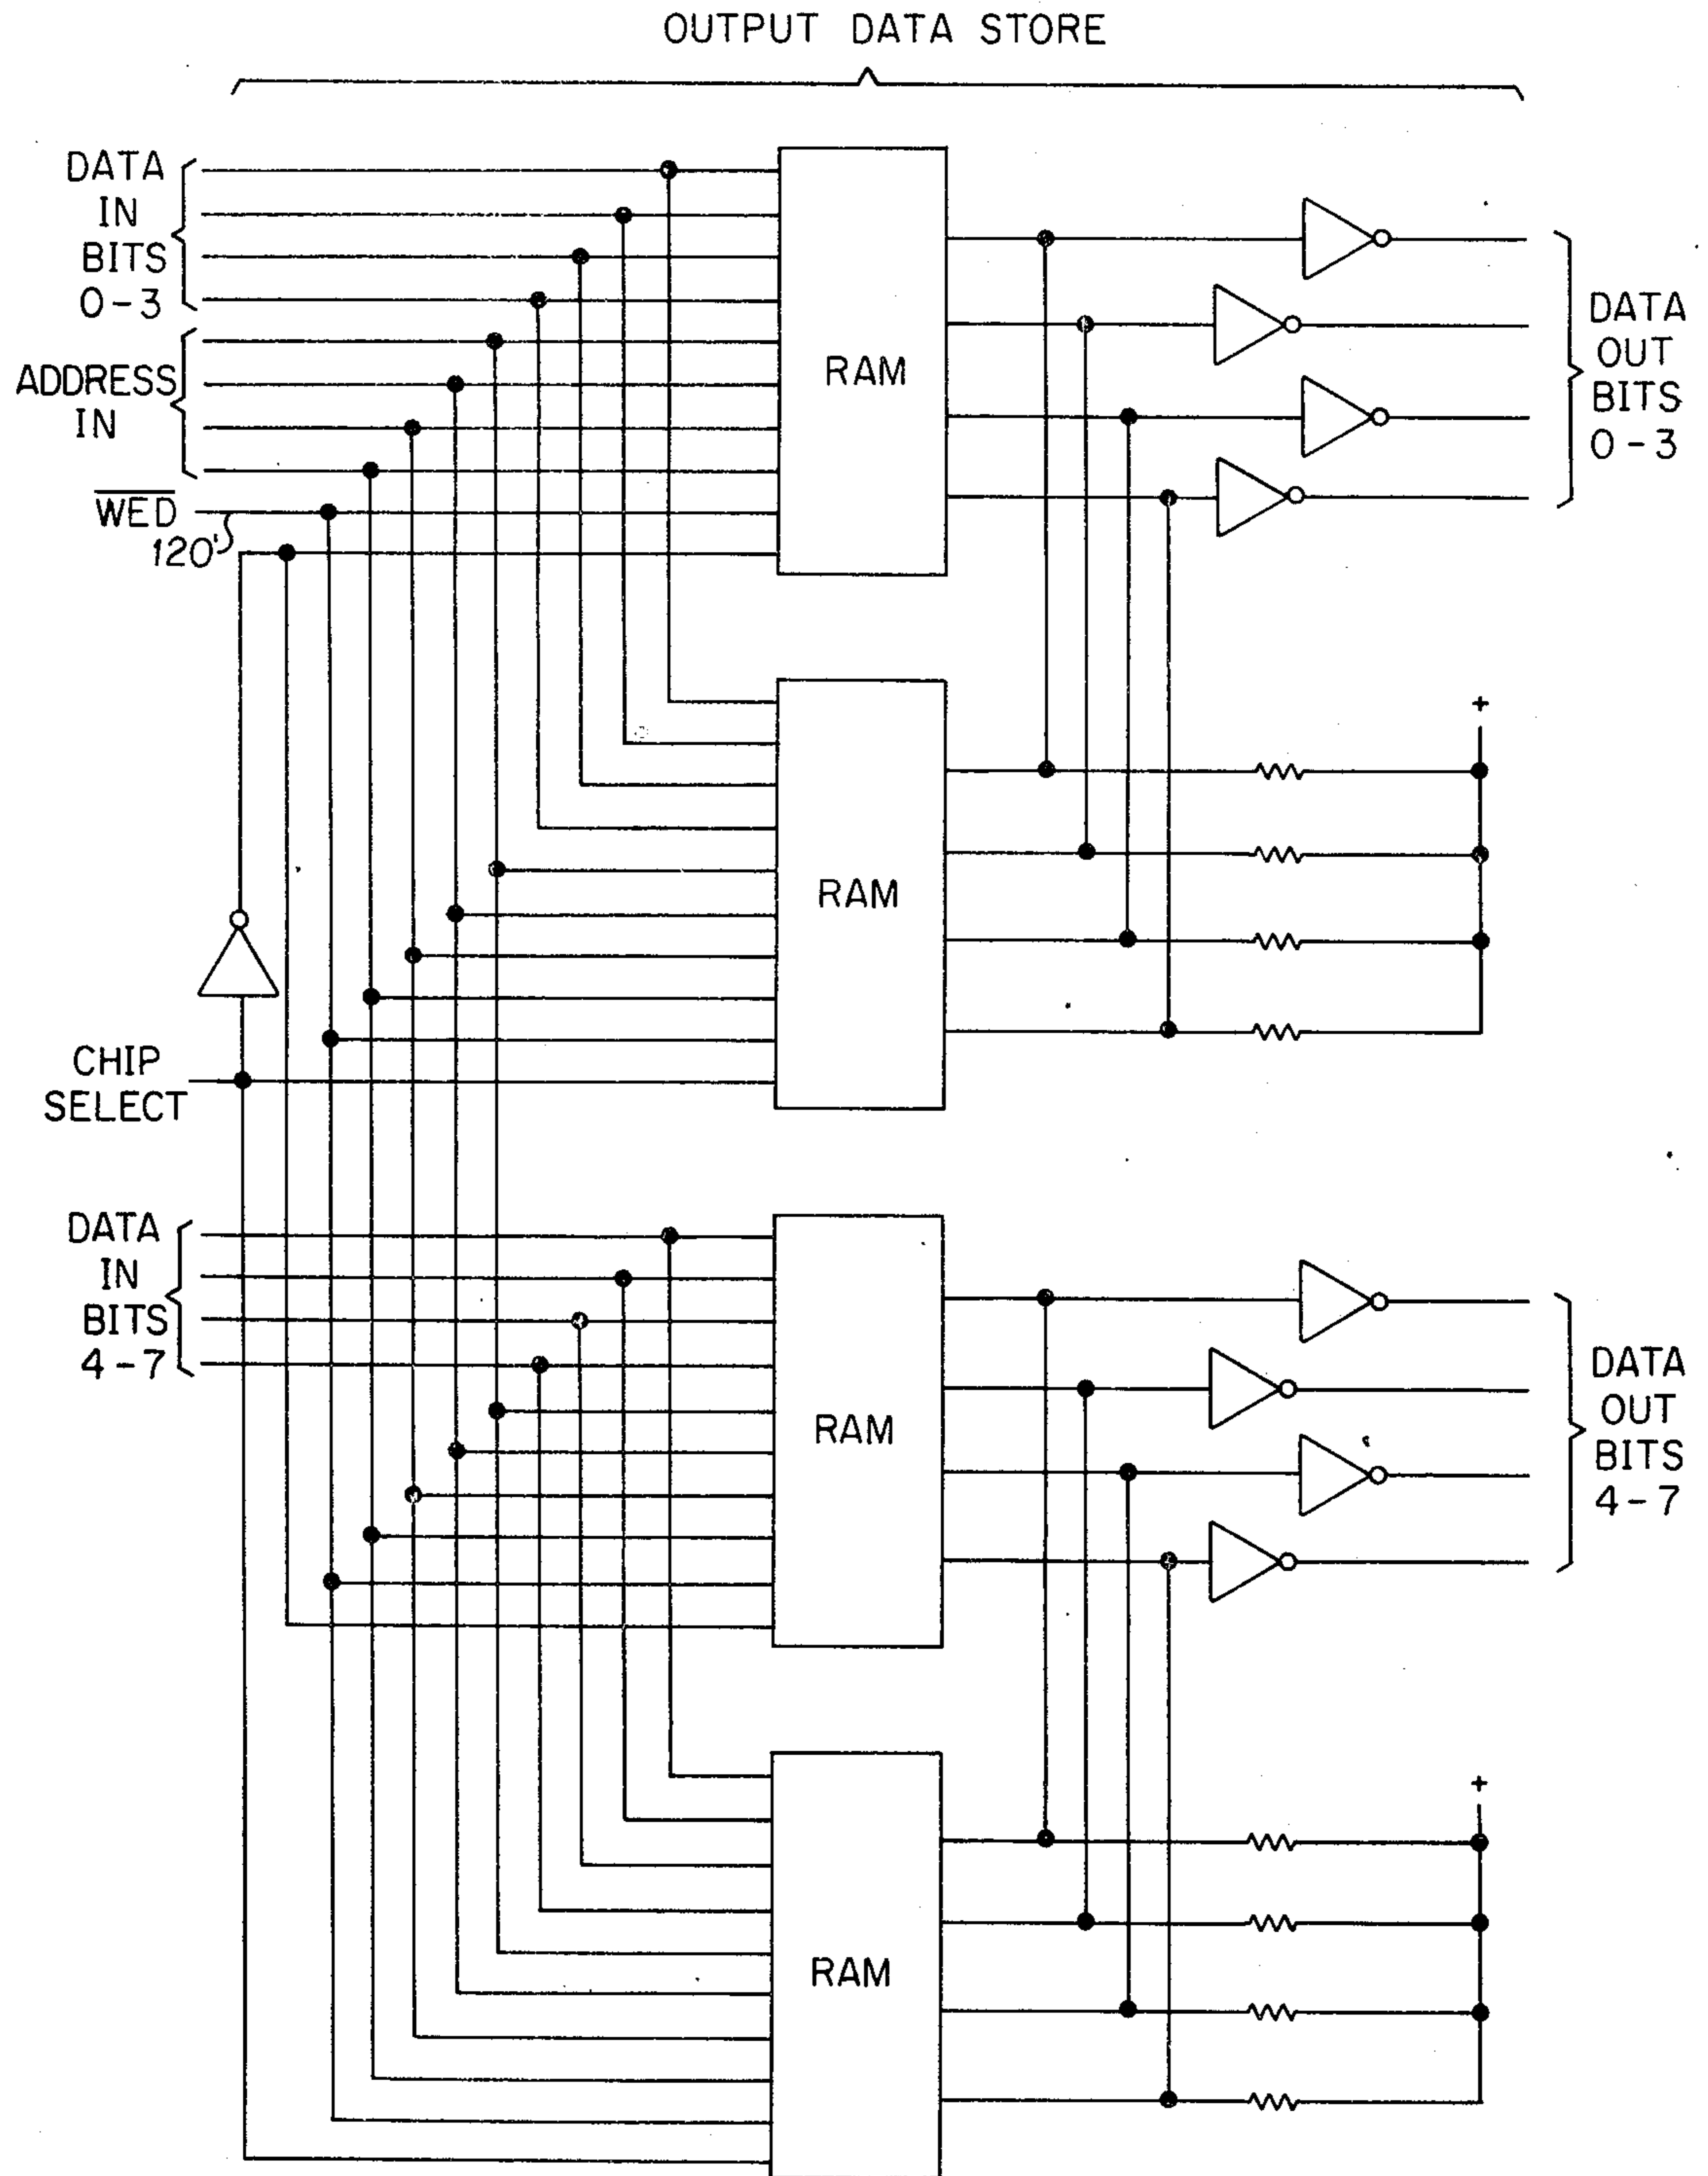 OUTPUT DATA STORE
DATA
IN
BITS
0-3
ADDRESS
IN
WED
120'
RAM
DATA
OUT
BITS
0-3
RAM
+
CHIP
SELECT
DATA
IN
BITS
4-7
RAM
DATA
OUT
BITS
4-7
RAM
+